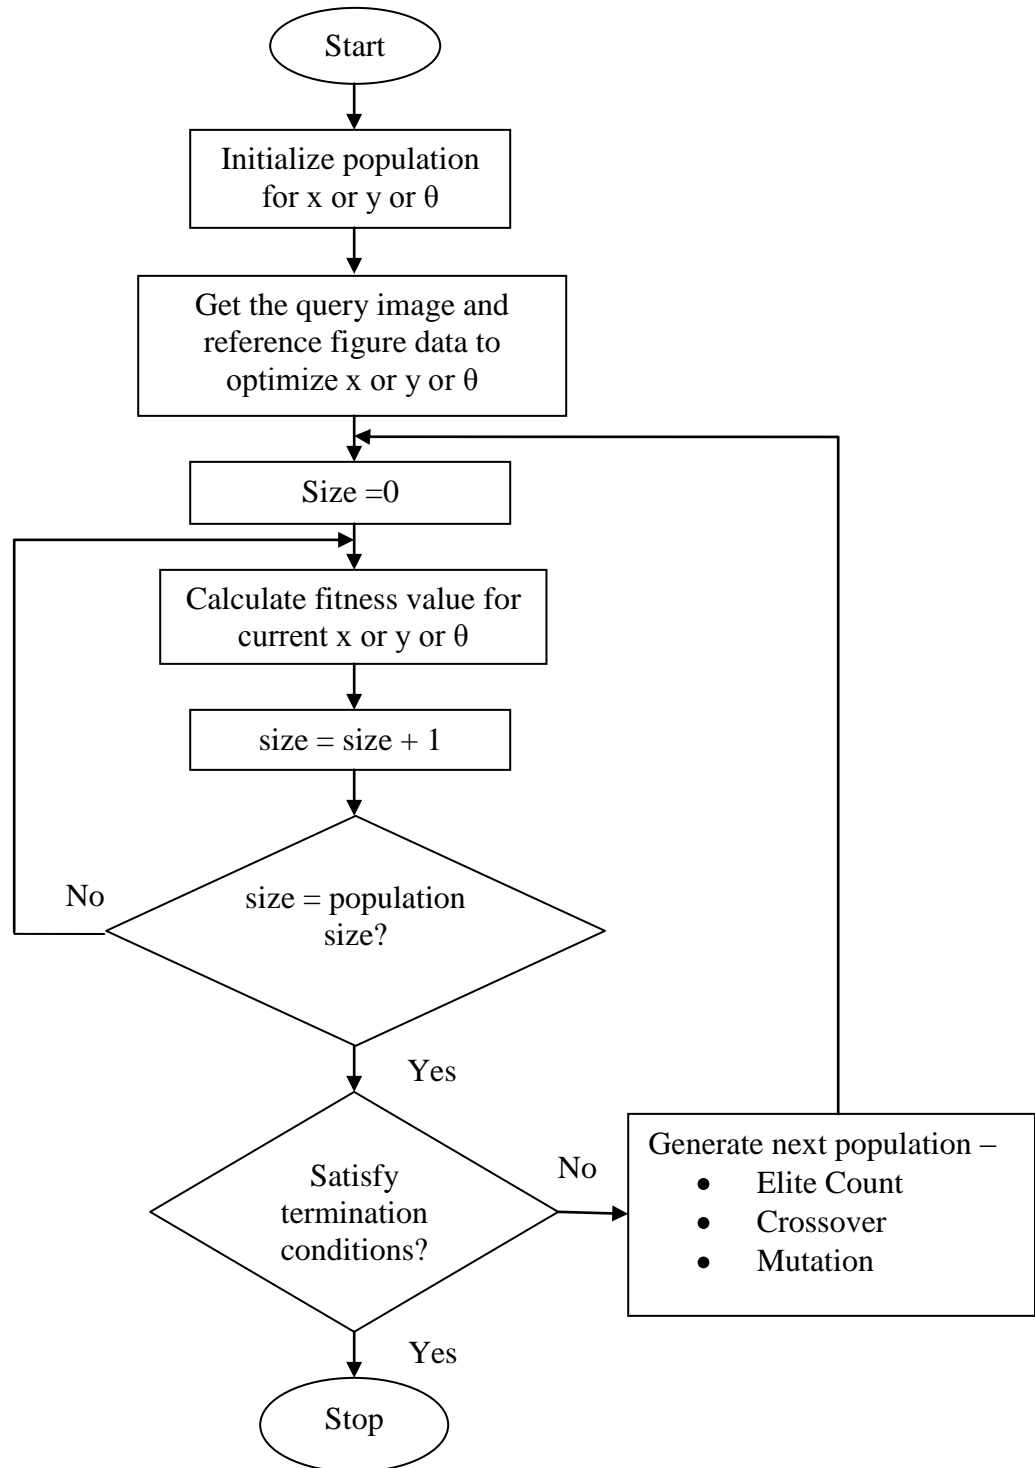 Start
Initialize population
for x or y or θ
Get the query image and
reference figure data to
optimize x or y or θ
Size =0
Calculate fitness value for
current x or y or θ
size = size + 1
No
size = population
size?
Yes
Satisfy
termination
conditions?
No
Generate next population –
• Elite Count
• Crossover
• Mutation
Yes
Stop